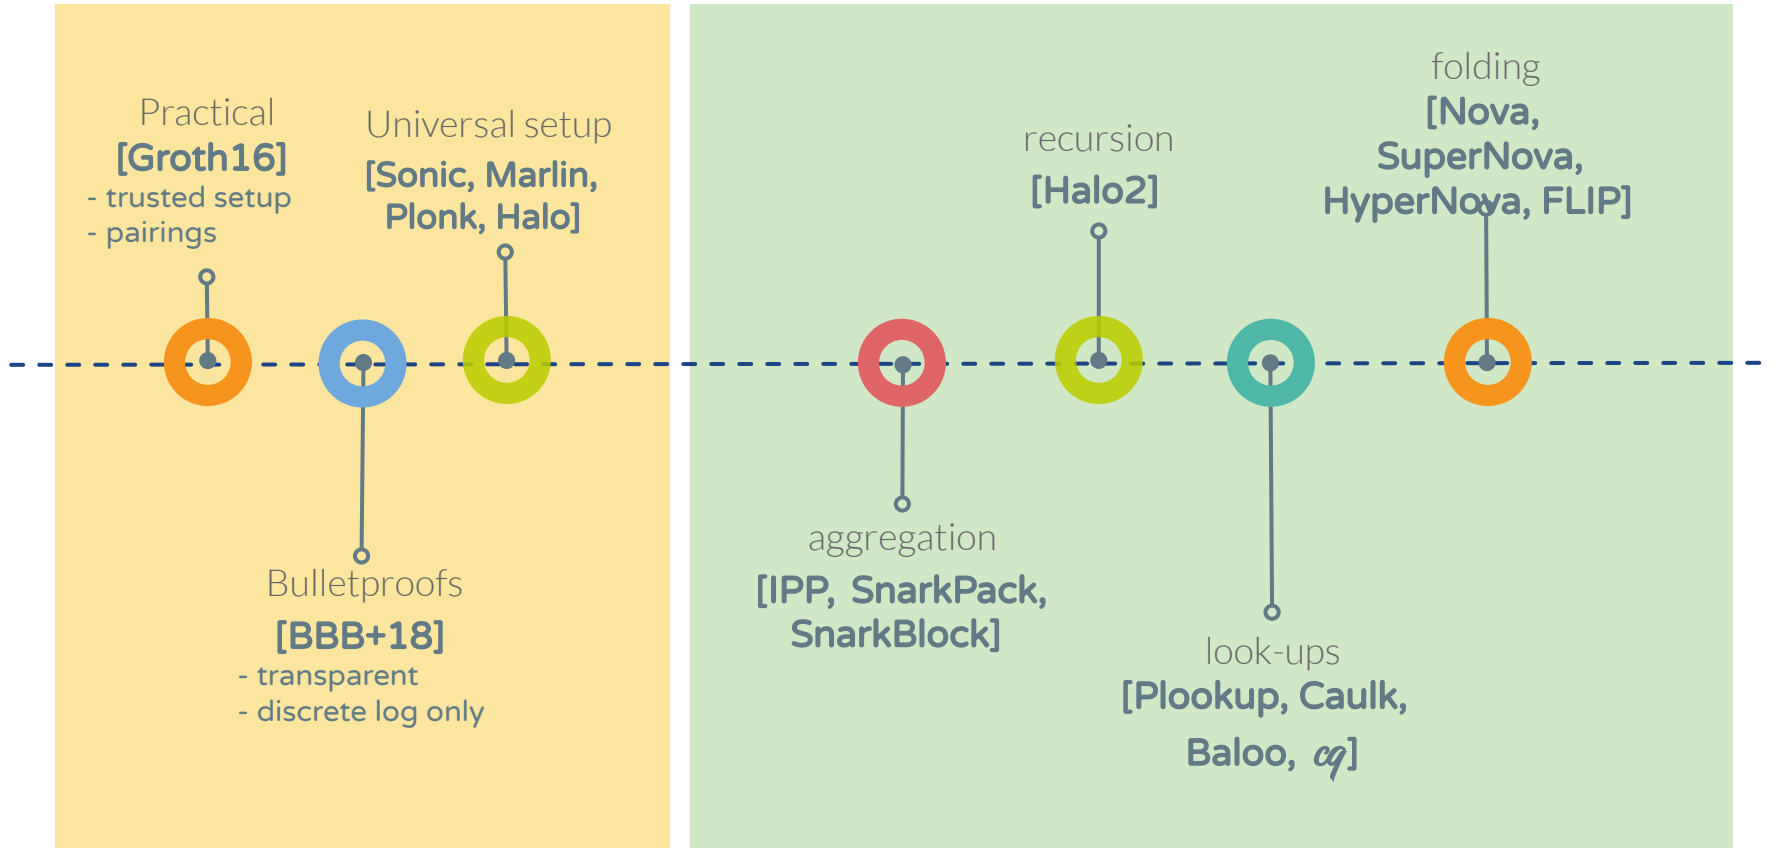 Practical
[Groth16]
- trusted setup
- pairings
Bulletproofs
[BBB+18]
- transparent
- discrete log only
Universal setup
[Sonic, Marlin,
Plonk, Halo]
aggregation
[IPP, SnarkPack,
SnarkBlock]
recursion
[Halo2]
look-ups
[Plookup, Caulk,
Baloo, cq]
folding
[Nova,
SuperNova,
HyperNova, FLIP]